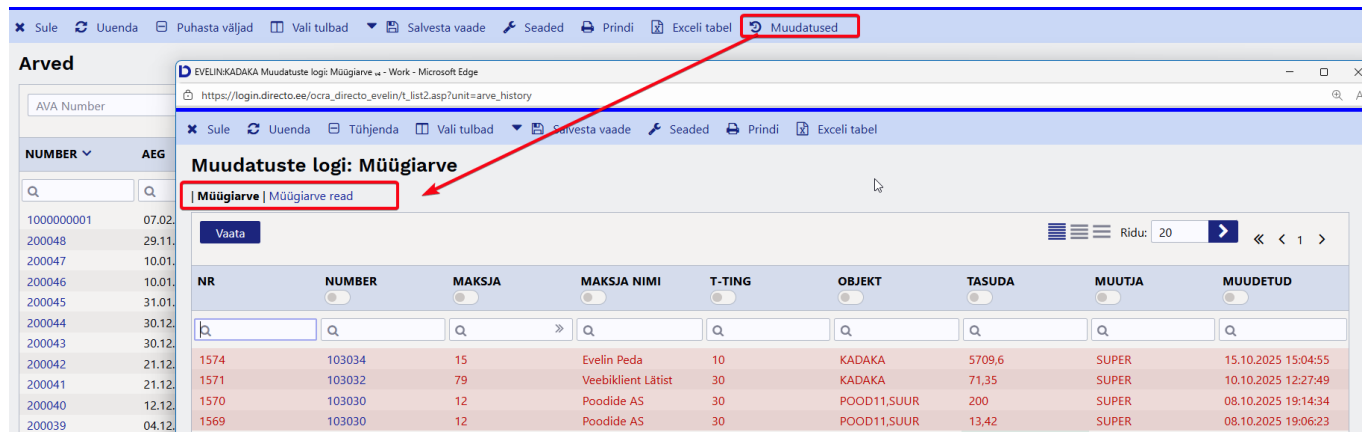 Sule Uuenda Puhasta väljad Vali tulbad Salvesta vaade Seaded Prindi Exceli tabel Muudatused
Arved
AVA Number
NUMBER AEG
1000000001 07.02.
200048 29.11.
200047 10.01.
200046 10.01.
200045 31.01.
200044 30.12.
200043 30.12.
200042 21.12.
200041 21.12.
200040 12.12.
200039 04.12.
EVELIN:KADAKA Muudatuste logi: Müügiarve - Work - Microsoft Edge
https://login.directo.ee/ocra_directo_evelin/t_list2.asp?unit=arve_history
Sule Uuenda Tühjenda Vali tulbad Salvesta vaade Seaded Prindi Exceli tabel
Muudatuste logi: Müügiarve
| Müügiarve | Müügiarve read
Vaata Ridu: 20 « < 1 >
NR NUMBER MAKSJA MAKSJA NIMI T-TING OBJEKT TASUDA MUUTJA MUUDETUD
1574 103034 15 Evelin Peda 10 KADAKA 5709,6 SUPER 15.10.2025 15:04:55
1571 103032 79 Veebiklient Lätist 30 KADAKA 71,35 SUPER 10.10.2025 12:27:49
1570 103030 12 Poodide AS 30 POOD11,SUUR 200 SUPER 08.10.2025 19:14:34
1569 103030 12 Poodide AS 30 POOD11,SUUR 13,42 SUPER 08.10.2025 19:06:23